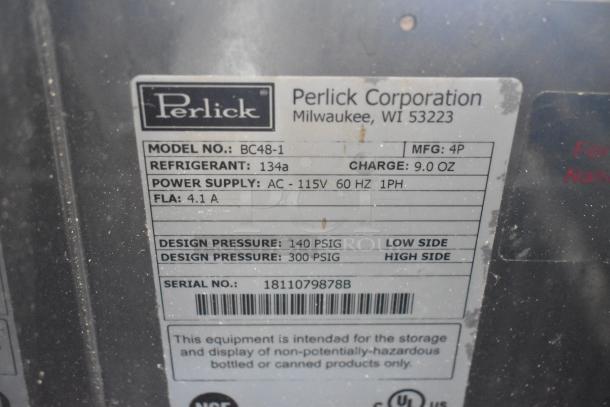 Perlick
Perlick Corporation
Milwaukee, WI 53223
MODEL NO.: BC48-1 MFG: 4P
REFRIGERANT: 134a CHARGE: 9.0 OZ
POWER SUPPLY: AC - 115V 60 HZ 1PH
FLA: 4.1 A
DESIGN PRESSURE: 140 PSIG LOW SIDE
DESIGN PRESSURE: 300 PSIG HIGH SIDE
SERIAL NO.: 1811079878B
This equipment is intended for the storage
and display of non-potentially-hazardous
bottled or canned products only.
NSF
C UL US